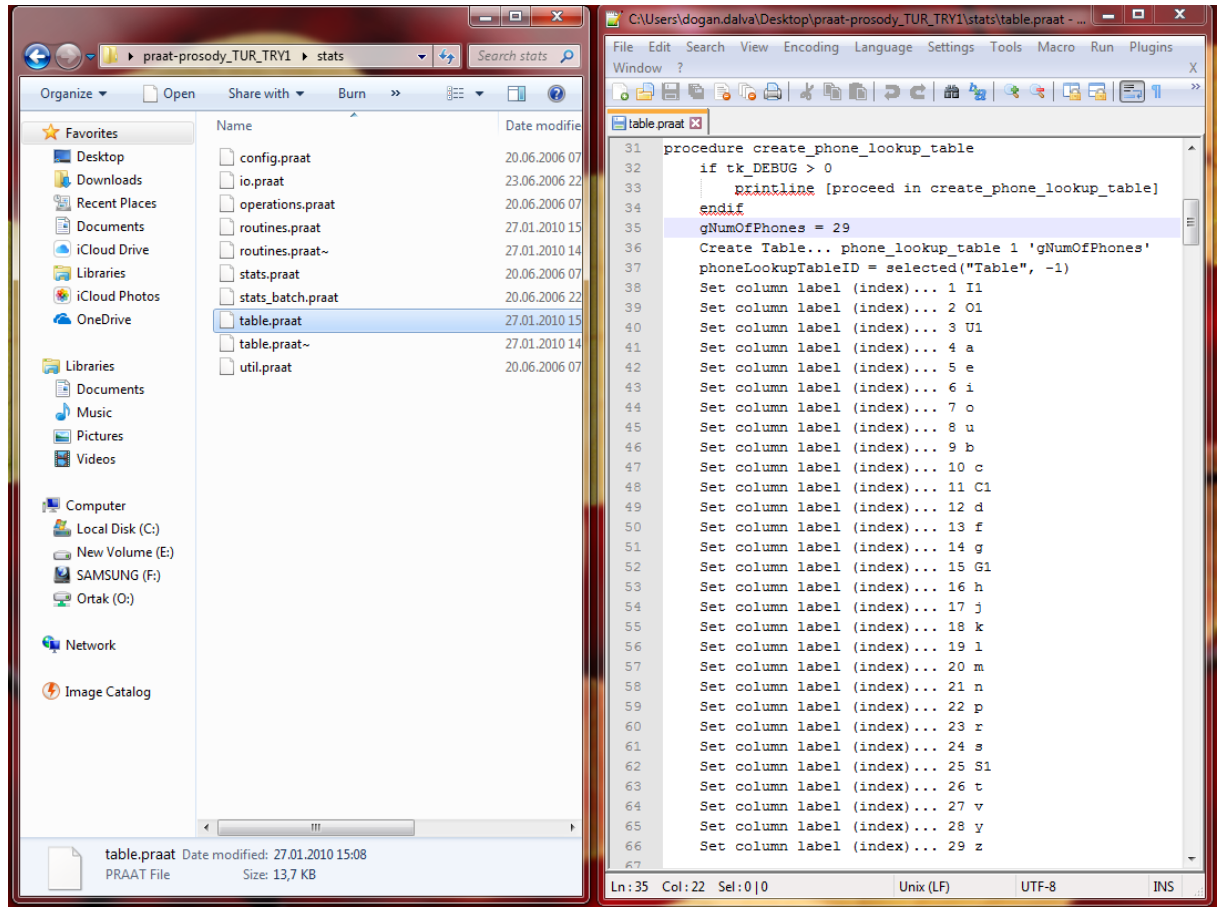 praat-prosody_TUR_TRY1 stats
Search stats
Organize Open Share with Burn »
Favorites
Desktop
Downloads
Recent Places
Documents
iCloud Drive
Libraries
iCloud Photos
OneDrive
Libraries
Documents
Music
Pictures
Videos
Computer
Local Disk (C:)
New Volume (E:)
SAMSUNG (F:)
Ortak (O:)
Network
Image Catalog
Name Date modifie
config.praat 20.06.2006 07
io.praat 23.06.2006 22
operations.praat 20.06.2006 07
routines.praat 27.01.2010 15
routines.praat~ 27.01.2010 14
stats.praat 20.06.2006 07
stats_batch.praat 20.06.2006 22
table.praat 27.01.2010 15
table.praat~ 27.01.2010 14
util.praat 20.06.2006 07
table.praat Date modified: 27.01.2010 15:08
PRAAT File Size: 13,7 KB
C:\Users\dogan.dalva\Desktop\praat-prosody_TUR_TRY1\stats\table.praat - ...
File Edit Search View Encoding Language Settings Tools Macro Run Plugins
Window ? X
table.praat
31 procedure create_phone_lookup_table
32 if tk_DEBUG > 0
33 printline [proceed in create_phone_lookup_table]
34 endif
35 gNumOfPhones = 29
36 Create Table... phone_lookup_table 1 'gNumOfPhones'
37 phoneLookupTableID = selected("Table", -1)
38 Set column label (index)... 1 I1
39 Set column label (index)... 2 O1
40 Set column label (index)... 3 U1
41 Set column label (index)... 4 a
42 Set column label (index)... 5 e
43 Set column label (index)... 6 i
44 Set column label (index)... 7 o
45 Set column label (index)... 8 u
46 Set column label (index)... 9 b
47 Set column label (index)... 10 c
48 Set column label (index)... 11 C1
49 Set column label (index)... 12 d
50 Set column label (index)... 13 f
51 Set column label (index)... 14 g
52 Set column label (index)... 15 G1
53 Set column label (index)... 16 h
54 Set column label (index)... 17 j
55 Set column label (index)... 18 k
56 Set column label (index)... 19 l
57 Set column label (index)... 20 m
58 Set column label (index)... 21 n
59 Set column label (index)... 22 p
60 Set column label (index)... 23 r
61 Set column label (index)... 24 s
62 Set column label (index)... 25 S1
63 Set column label (index)... 26 t
64 Set column label (index)... 27 v
65 Set column label (index)... 28 y
66 Set column label (index)... 29 z
67
Ln : 35 Col : 22 Sel : 0 | 0 Unix (LF) UTF-8 INS